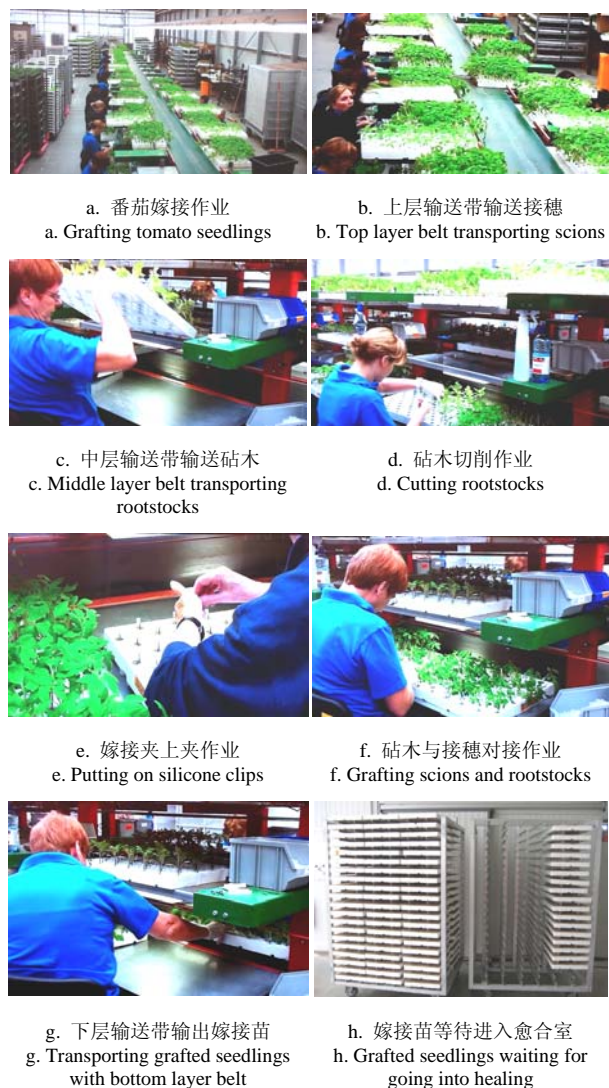 a. 番茄嫁接作业
a. Grafting tomato seedlings
b. 上层输送带输送接穗
b. Top layer belt transporting scions
c. 中层输送带输送砧木
c. Middle layer belt transporting
rootstocks
d. 砧木切削作业
d. Cutting rootstocks
e. 嫁接夹上夹作业
e. Putting on silicone clips
f. 砧木与接穗对接作业
f. Grafting scions and rootstocks
g. 下层输送带输出嫁接苗
g. Transporting grafted seedlings
with bottom layer belt
h. 嫁接苗等待进入愈合室
h. Grafted seedlings waiting for
going into healing